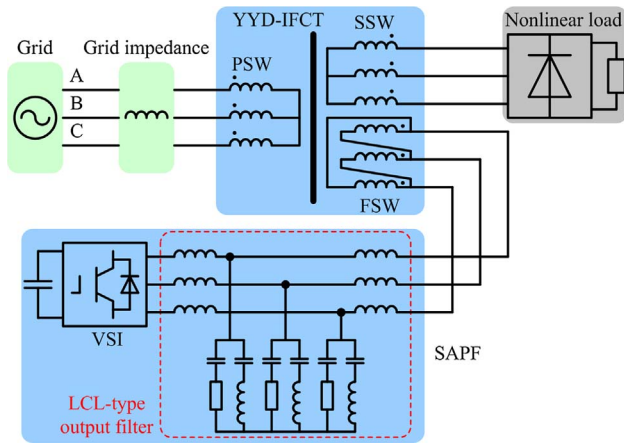 YYD-IFCT
Grid
Grid impedance
PSW
SSW
Nonlinear load
A
B
C
FSW
VSI
SAPF
LCL-type
output filter